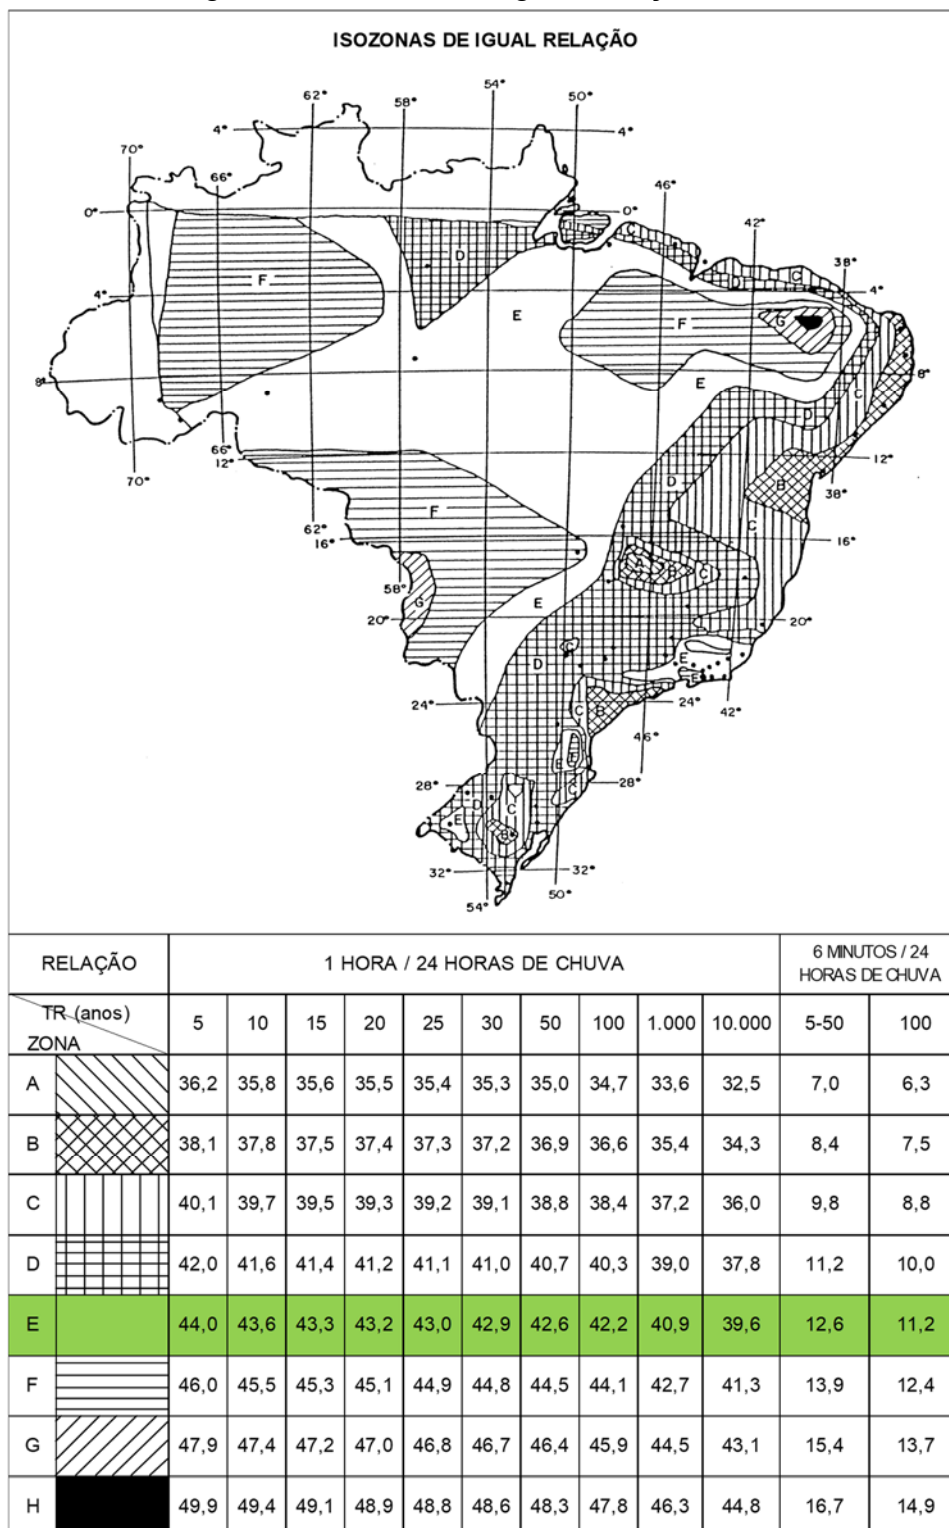 ISOZONAS DE IGUAL RELAÇÃO
62° 58° 54° 50°
4° 4°
70° 66° 46°
0° 0° 42°
38°
4° 4°
8° 8°
66°
12° 12°
70° 38°
62°
16° 16°
58°
20° 20°
24° 24° 42°
46°
28° 28°
32° 32°
54° 50°
F D E F G C C D
E D C B
F D C
A B C
G E
D C E
E
C B
E F
D C C
E B
RELAÇÃO 1 HORA / 24 HORAS DE CHUVA 6 MINUTOS / 24 HORAS DE CHUVA
TR (anos) 5 10 15 20 25 30 50 100 1.000 10.000 5-50 100
ZONA
A 36,2 35,8 35,6 35,5 35,4 35,3 35,0 34,7 33,6 32,5 7,0 6,3
B 38,1 37,8 37,5 37,4 37,3 37,2 36,9 36,6 35,4 34,3 8,4 7,5
C 40,1 39,7 39,5 39,3 39,2 39,1 38,8 38,4 37,2 36,0 9,8 8,8
D 42,0 41,6 41,4 41,2 41,1 41,0 40,7 40,3 39,0 37,8 11,2 10,0
E 44,0 43,6 43,3 43,2 43,0 42,9 42,6 42,2 40,9 39,6 12,6 11,2
F 46,0 45,5 45,3 45,1 44,9 44,8 44,5 44,1 42,7 41,3 13,9 12,4
G 47,9 47,4 47,2 47,0 46,8 46,7 46,4 45,9 44,5 43,1 15,4 13,7
H 49,9 49,4 49,1 48,9 48,8 48,6 48,3 47,8 46,3 44,8 16,7 14,9